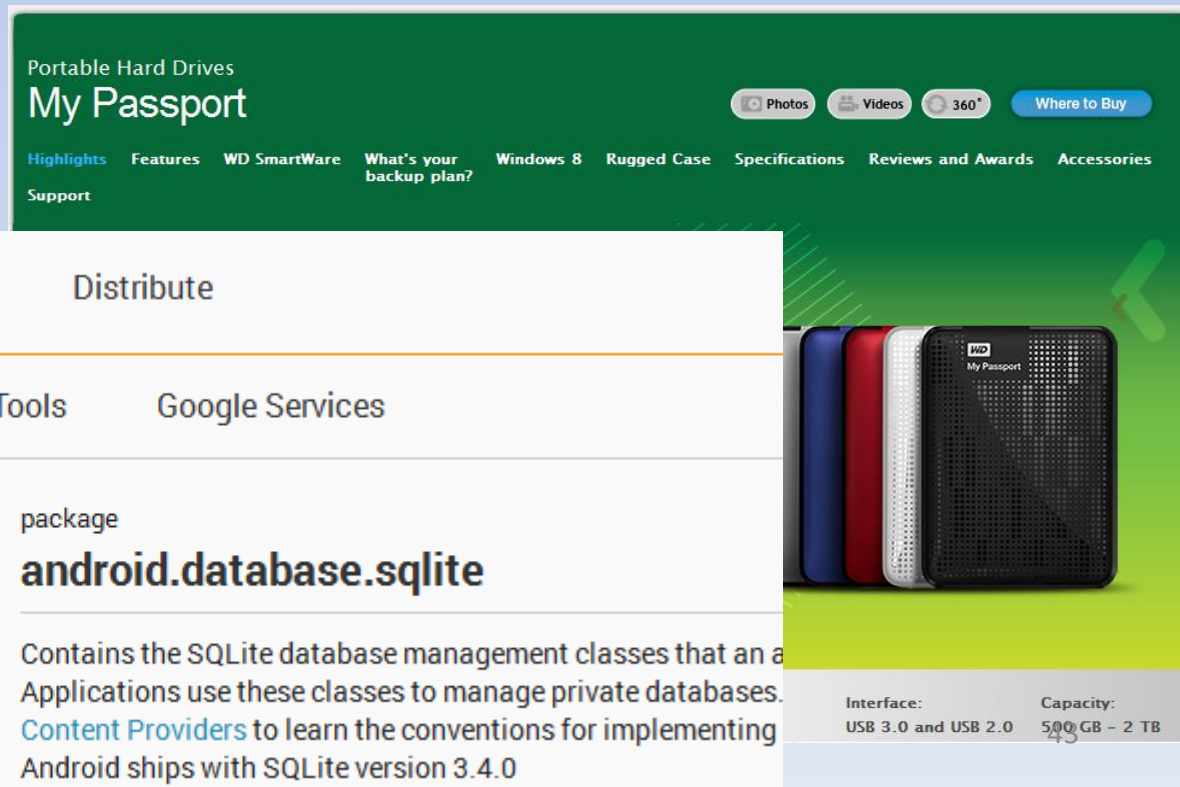 Portable Hard Drives
My Passport
Photos Videos 360° Where to Buy
Highlights Features WD SmartWare What's your backup plan? Windows 8 Rugged Case Specifications Reviews and Awards Accessories
Support
Distribute
Tools Google Services
package
android.database.sqlite
Contains the SQLite database management classes that an a
Applications use these classes to manage private databases.
Content Providers to learn the conventions for implementing
Android ships with SQLite version 3.4.0
WD
My Passport
Interface: Capacity:
USB 3.0 and USB 2.0 500 GB – 2 TB
43